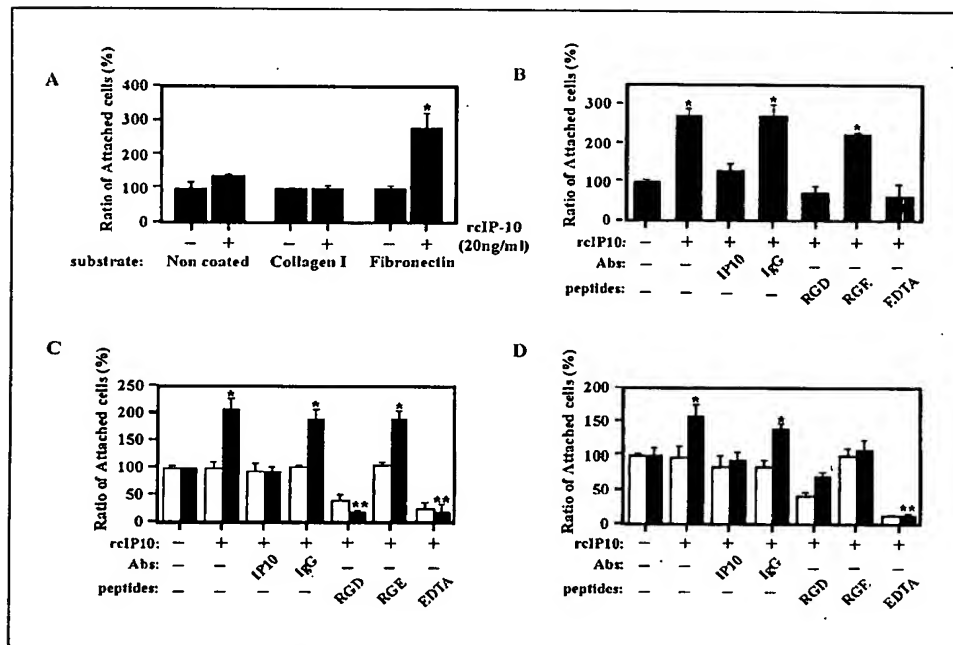 A
Ratio of Attached cells (%)
400
300
200
100
0
– + – + – +
rcIP-10
(20ng/ml)
substrate: Non coated Collagen I Fibronectin
*
B
Ratio of Attached cells (%)
300
200
100
0
* * *
rcIP10: – + + + + + +
Abs: – – IP10 IgG – – –
peptides: – – – – RGD RGE EDTA
C
Ratio of Attached cells (%)
250
200
150
100
50
0
* * ** * **
rcIP10: – + + + + + +
Abs: – – IP10 IgG – – –
peptides: – – – – RGD RGE EDTA
D
Ratio of Attached cells (%)
200
150
100
50
0
* * **
rcIP10: – + + + + + +
Abs: – – IP10 IgG – – –
peptides: – – – – RGD RGE EDTA